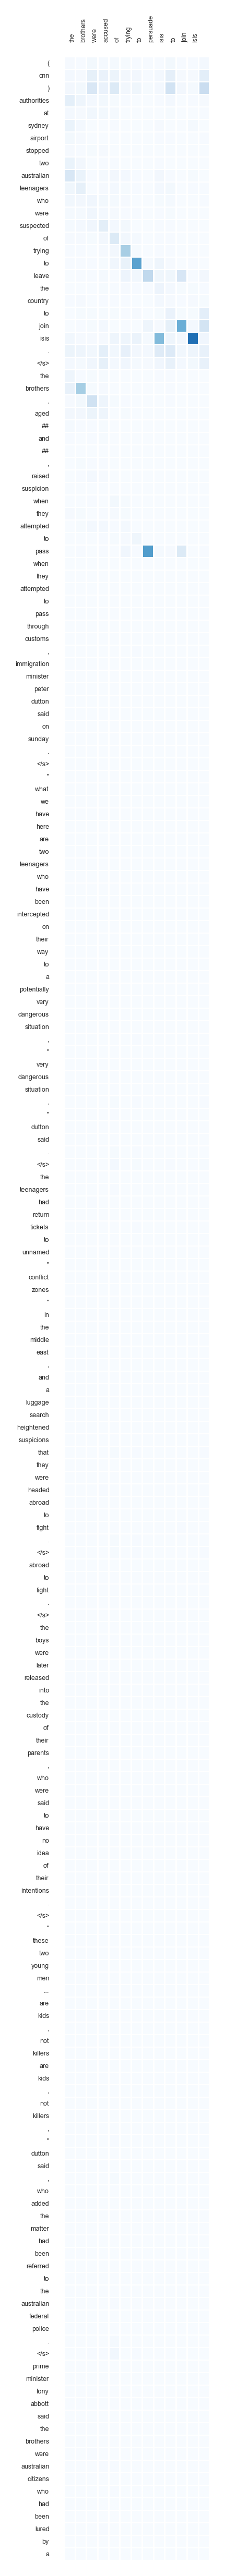 the
brothers
were
accused
of
trying
to
persuade
isis
to
join
isis
(
cnn
)
authorities
at
sydney
airport
stopped
two
australian
teenagers
who
were
suspected
of
trying
to
leave
the
country
to
join
isis
.
</s>
the
brothers
,
aged
##
and
##
,
raised
suspicion
when
they
attempted
to
pass
when
they
attempted
to
pass
through
customs
,
immigration
minister
peter
dutton
said
on
sunday
.
</s>
"
what
we
have
here
are
two
teenagers
who
have
been
intercepted
on
their
way
to
a
potentially
very
dangerous
situation
,
"
very
dangerous
situation
,
"
dutton
said
.
</s>
the
teenagers
had
return
tickets
to
unnamed
"
conflict
zones
"
in
the
middle
east
,
and
a
luggage
search
heightened
suspicions
that
they
were
headed
abroad
to
fight
.
</s>
abroad
to
fight
.
</s>
the
boys
were
later
released
into
the
custody
of
their
parents
,
who
were
said
to
have
no
idea
of
their
intentions
.
</s>
"
these
two
young
men
...
are
kids
,
not
killers
are
kids
,
not
killers
,
"
dutton
said
,
who
added
the
matter
had
been
referred
to
the
australian
federal
police
.
</s>
prime
minister
tony
abbott
said
the
brothers
were
australian
citizens
who
had
been
lured
by
a